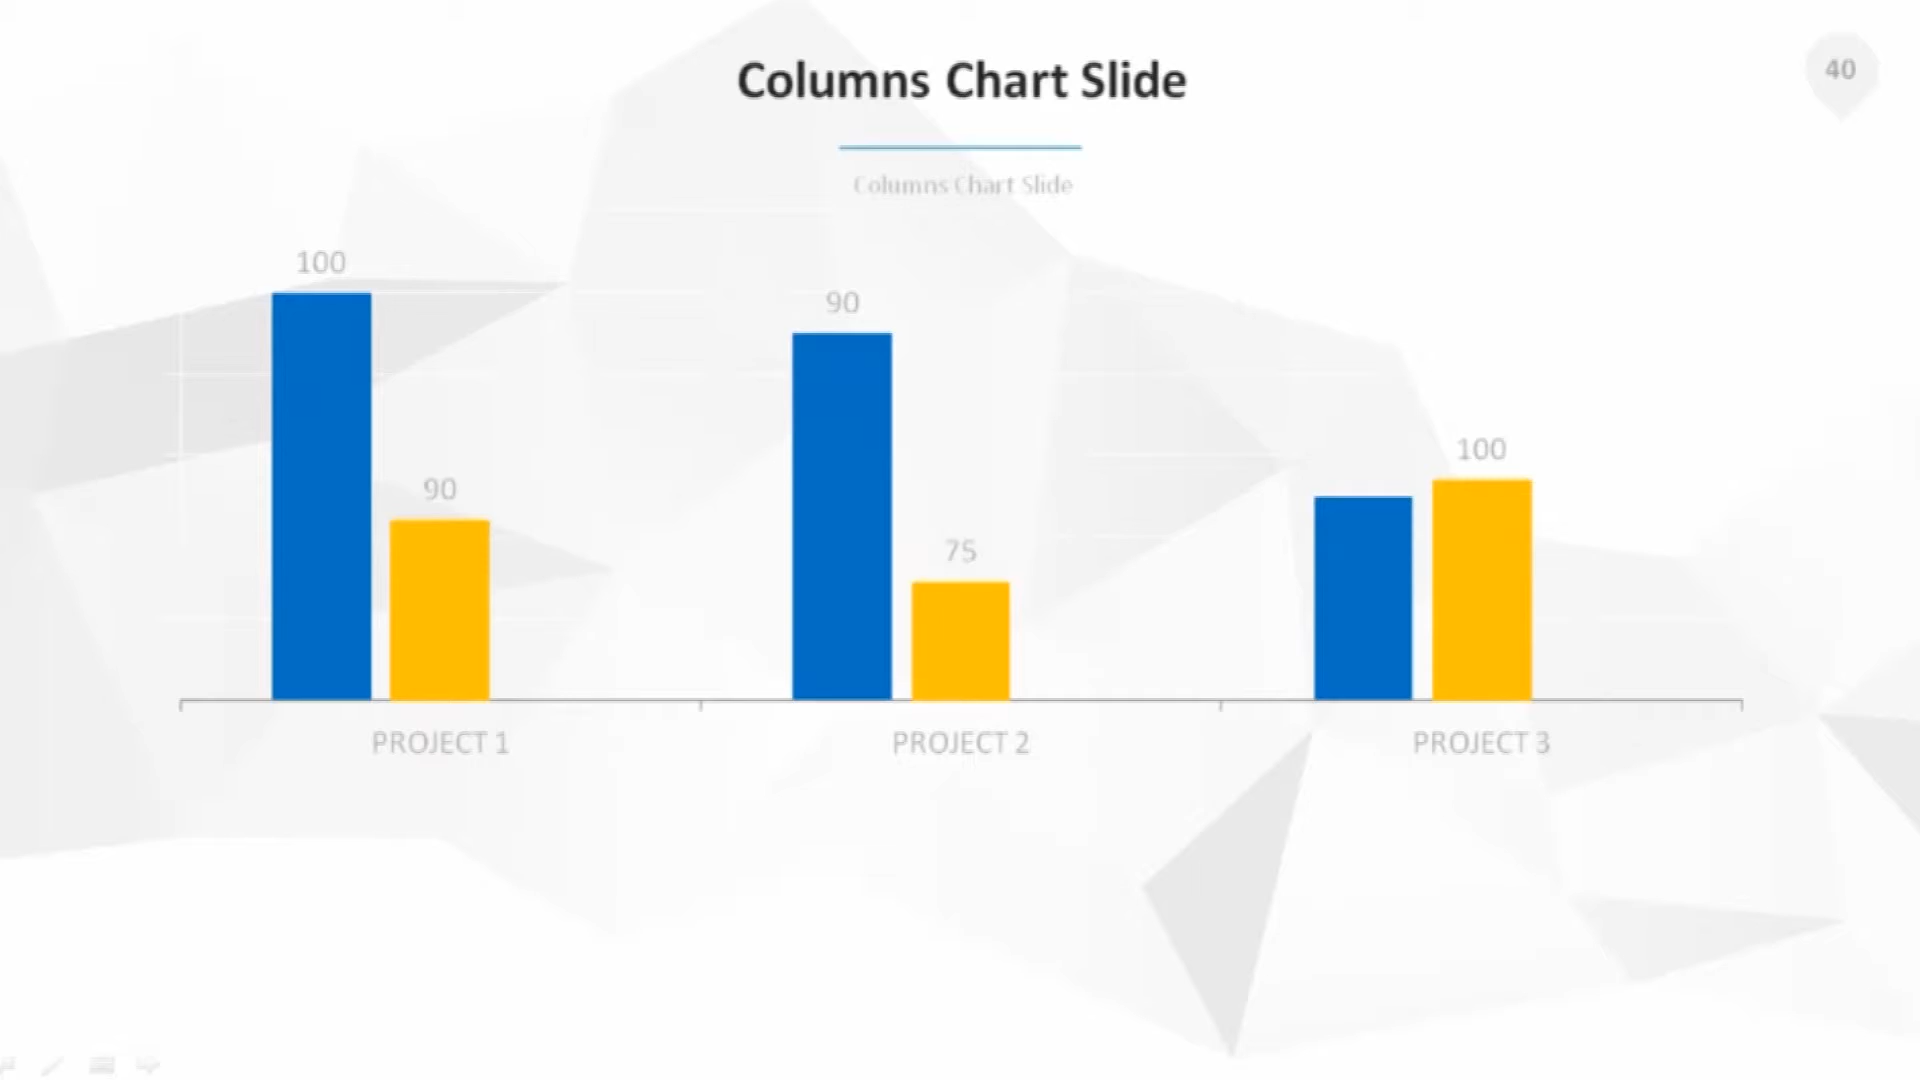 Columns Chart Slide
40
Columns Chart Slide
100
90
90
75
100
PROJECT 1
PROJECT 2
PROJECT 3